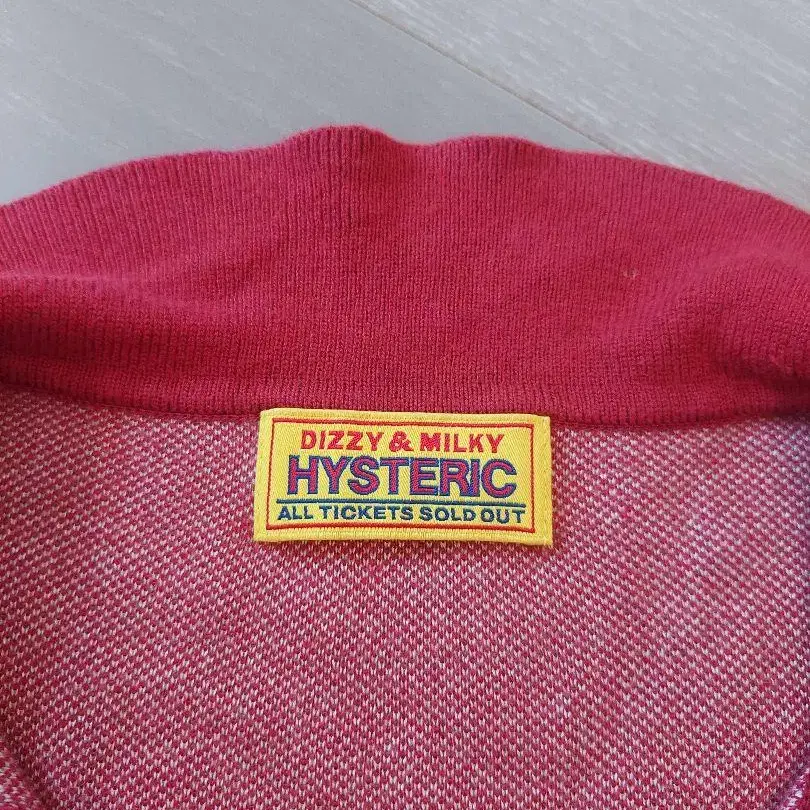 DIZZY & MILKY
HYSTERIC
ALL TICKETS SOLD OUT